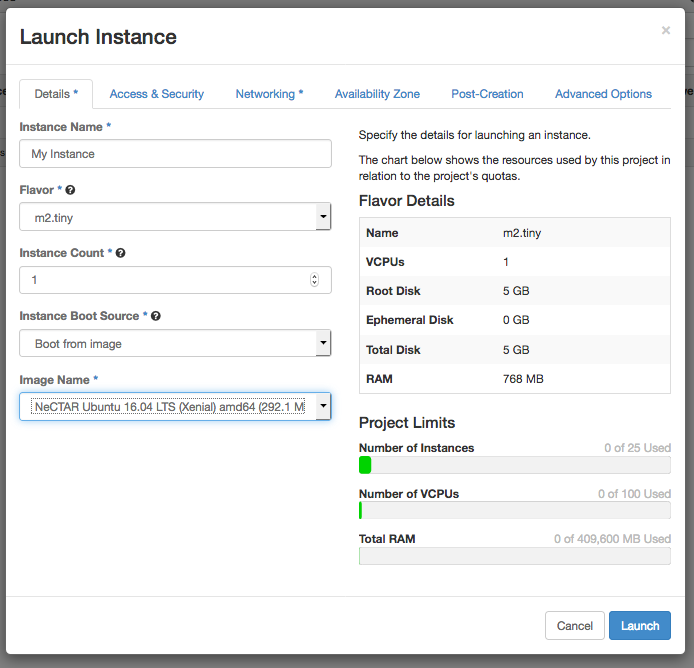 Launch Instance
×
Details *
Access & Security
Networking *
Availability Zone
Post-Creation
Advanced Options
Instance Name *
My Instance
Flavor * ?
m2.tiny
Instance Count * ?
1
Instance Boot Source * ?
Boot from image
Image Name *
NeCTAR Ubuntu 16.04 LTS (Xenial) amd64 (292.1 M
Specify the details for launching an instance.
The chart below shows the resources used by this project in
relation to the project's quotas.
Flavor Details
Name m2.tiny
VCPUs 1
Root Disk 5 GB
Ephemeral Disk 0 GB
Total Disk 5 GB
RAM 768 MB
Project Limits
Number of Instances 0 of 25 Used
Number of VCPUs 0 of 100 Used
Total RAM 0 of 409,600 MB Used
Cancel
Launch